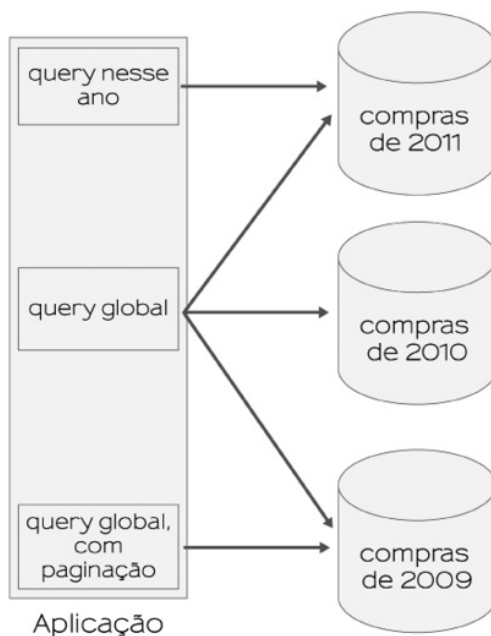 query nesse
ano
compras
de 2011
query global
compras
de 2010
query global,
com
paginação
compras
de 2009
Aplicação